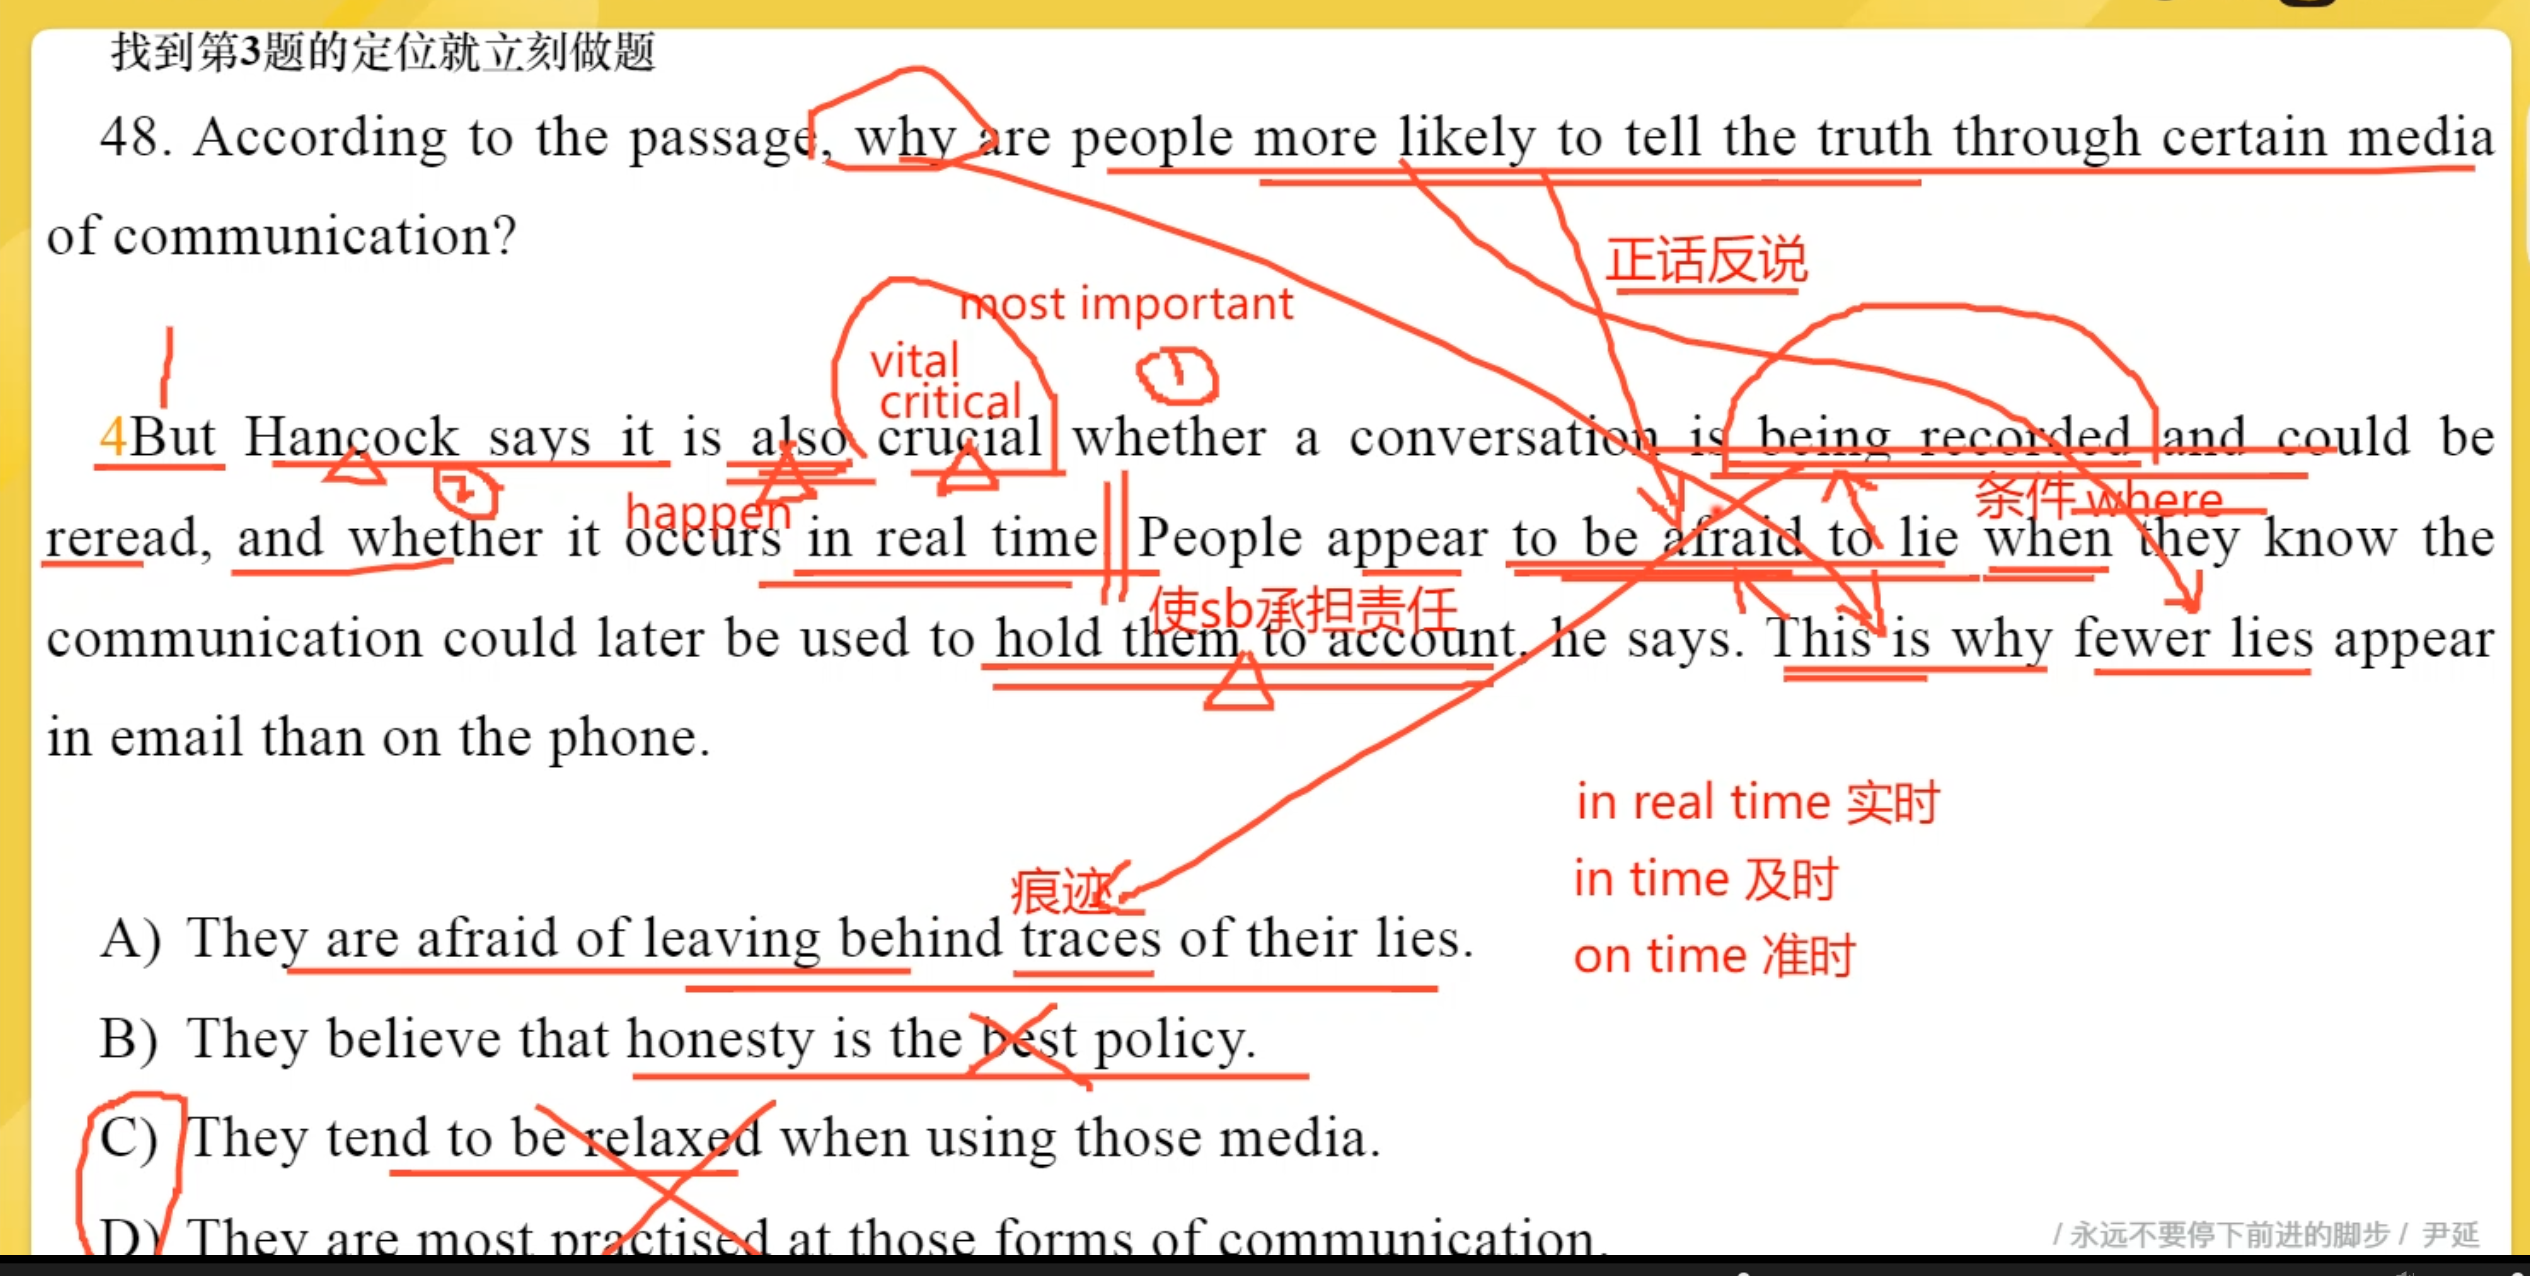 找到第3题的定位就立刻做题
48. According to the passage, why are people more likely to tell the truth through certain media
of communication?
正话反说
most important
vital
①
critical
4But Hancock says it is also crucial whether a conversation is being recorded and could be
②
条件 where
happen
reread, and whether it occurs in real time. People appear to be afraid to lie when they know the
使sb承担责任
communication could later be used to hold them to account, he says. This is why fewer lies appear
in email than on the phone.
in real time 实时
in time 及时
痕迹
A) They are afraid of leaving behind traces of their lies.
on time 准时
B) They believe that honesty is the best policy.
C) They tend to be relaxed when using those media.
D) They are most practised at those forms of communication.
/ 永远不要停下前进的脚步 / 尹延